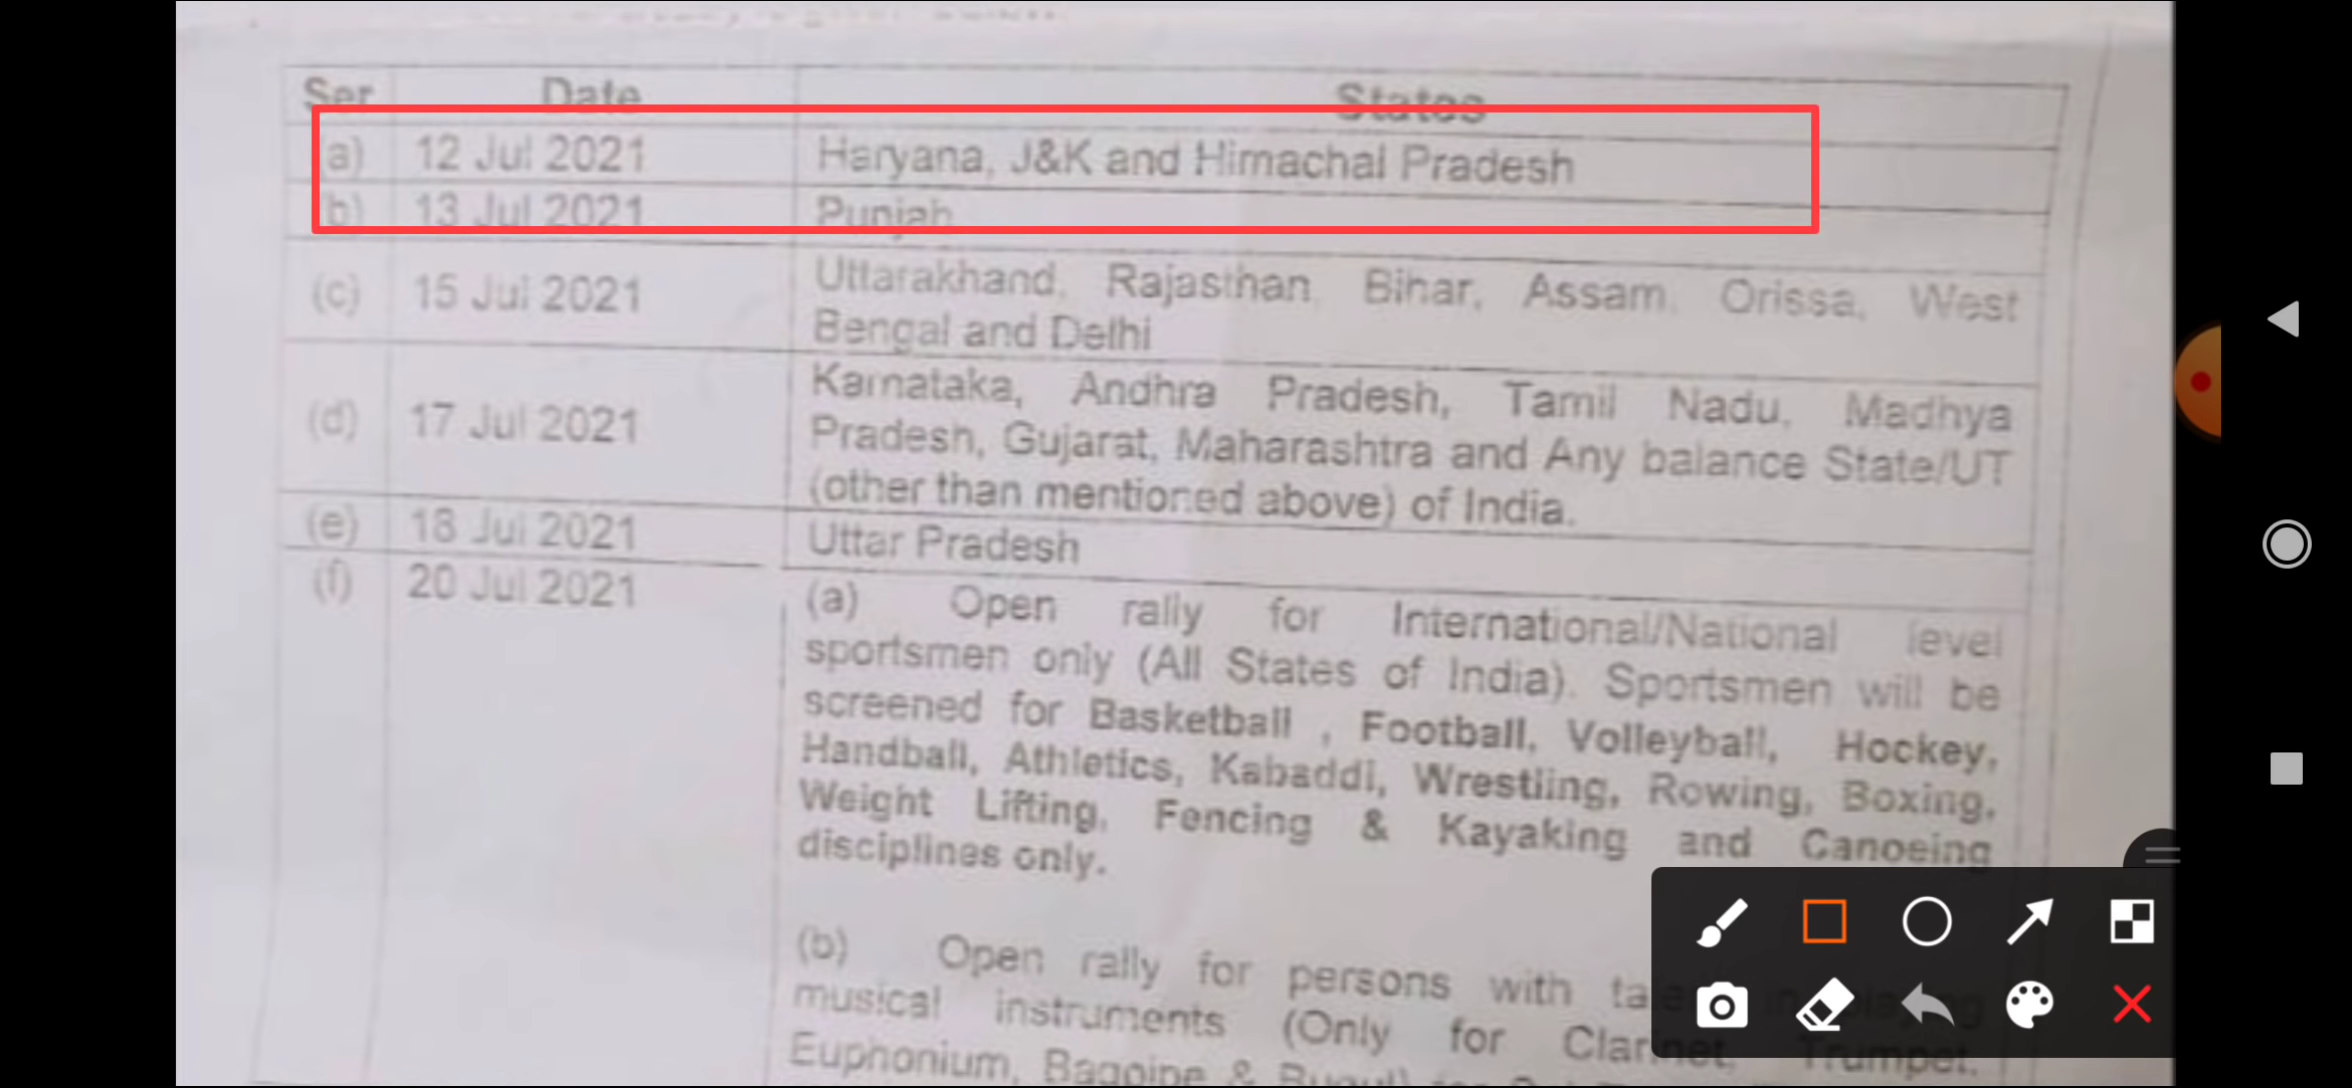 Ser Date States
(a) 12 Jul 2021 Haryana, J&K and Himachal Pradesh
(b) 13 Jul 2021 Punjab
(c) 15 Jul 2021 Uttarakhand, Rajasthan, Bihar, Assam, Orissa, West
Bengal and Delhi
(d) 17 Jul 2021 Karnataka, Andhra Pradesh, Tamil Nadu, Madhya
Pradesh, Gujarat, Maharashtra and Any balance State/UT
(other than mentioned above) of India.
(e) 18 Jul 2021 Uttar Pradesh
(f) 20 Jul 2021 (a) Open rally for International/National level
sportsmen only (All States of India). Sportsmen will be
screened for Basketball , Football, Volleyball, Hockey,
Handball, Athletics, Kabaddi, Wrestling, Rowing, Boxing,
Weight Lifting, Fencing & Kayaking and Canoeing
disciplines only.
(b) Open rally for persons with playing
musical instruments (Only for Clarinet, Trumpet,
Euphonium, Bagpipe & Bugul)